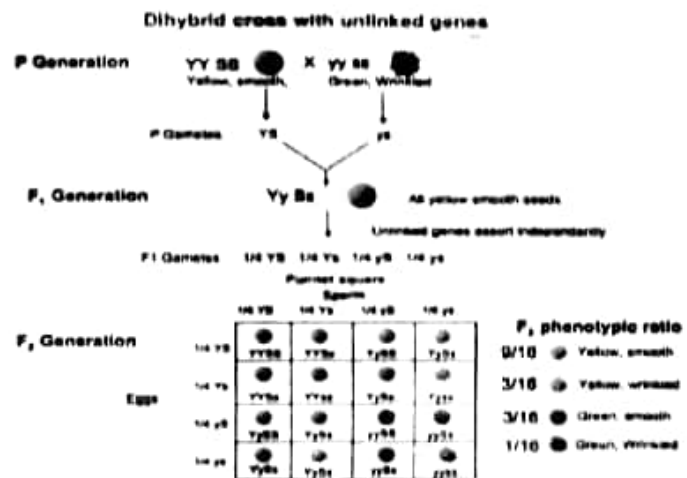 Dihybrid cross with unlinked genes
P Generation YY SS X yy ss
Yellow, smooth, Green, Wrinkled
P Gametes YS ys
F₁ Generation Yy Ss All yellow smooth seeds
Unlinked genes assort independantly
F1 Gametes 1/4 YS 1/4 Ys 1/4 yS 1/4 ys
Punnet square
Sperm
1/4 YS 1/4 Ys 1/4 yS 1/4 ys
F₂ Generation
Eggs
1/4 YS YYSS YYSs YySS YySs
1/4 Ys YYSs YYss YySs Yyss
1/4 yS YySS YySs yySS yySs
1/4 ys YySs yySs
F₂ phenotypic ratio
9/16 Yellow, smooth
3/16 Yellow, wrinkled
3/16 Green, smooth
1/16 Green, Wrinkled